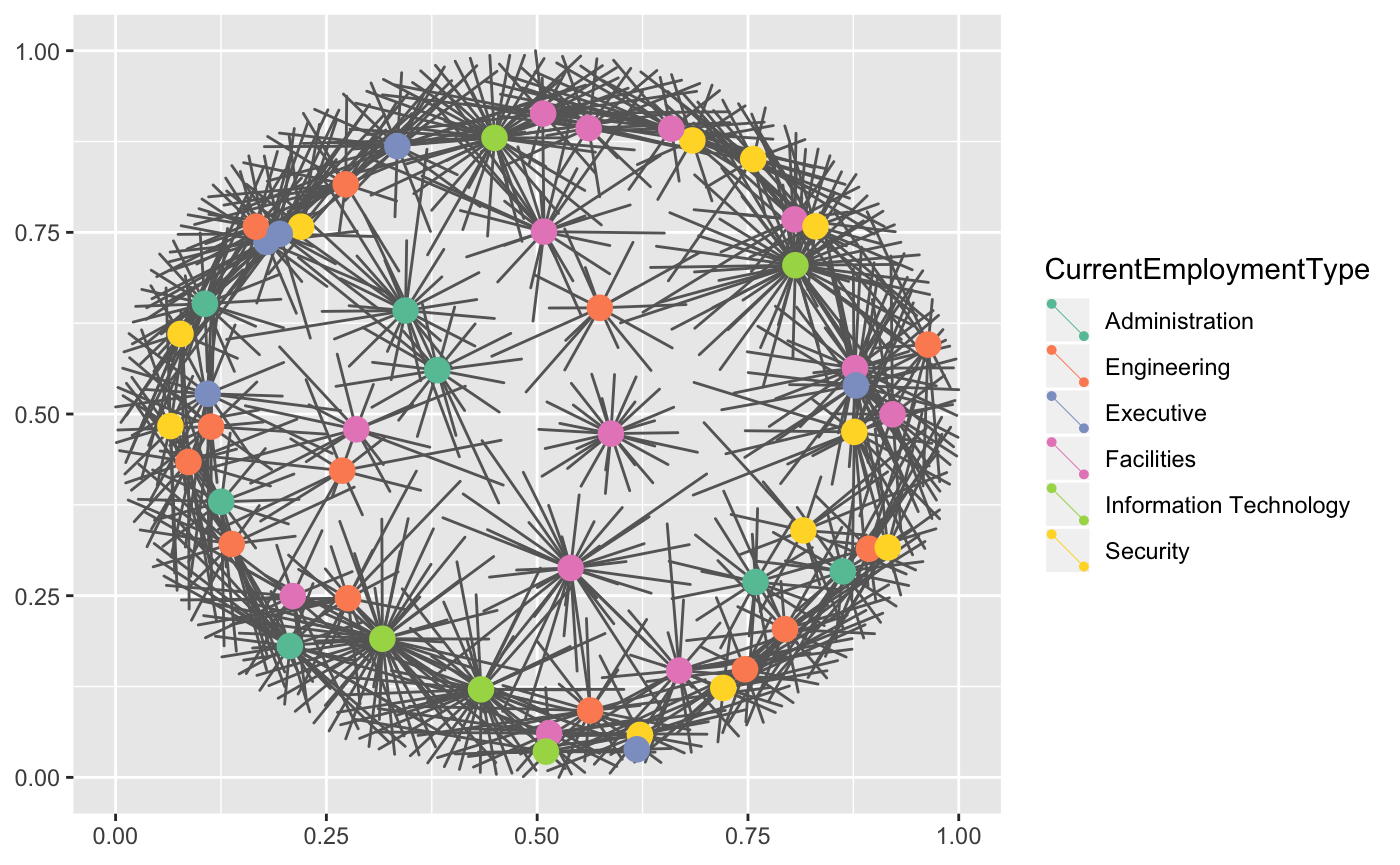 1.00
0.75
0.50
0.25
0.00
0.00 0.25 0.50 0.75 1.00
CurrentEmploymentType
Administration
Engineering
Executive
Facilities
Information Technology
Security